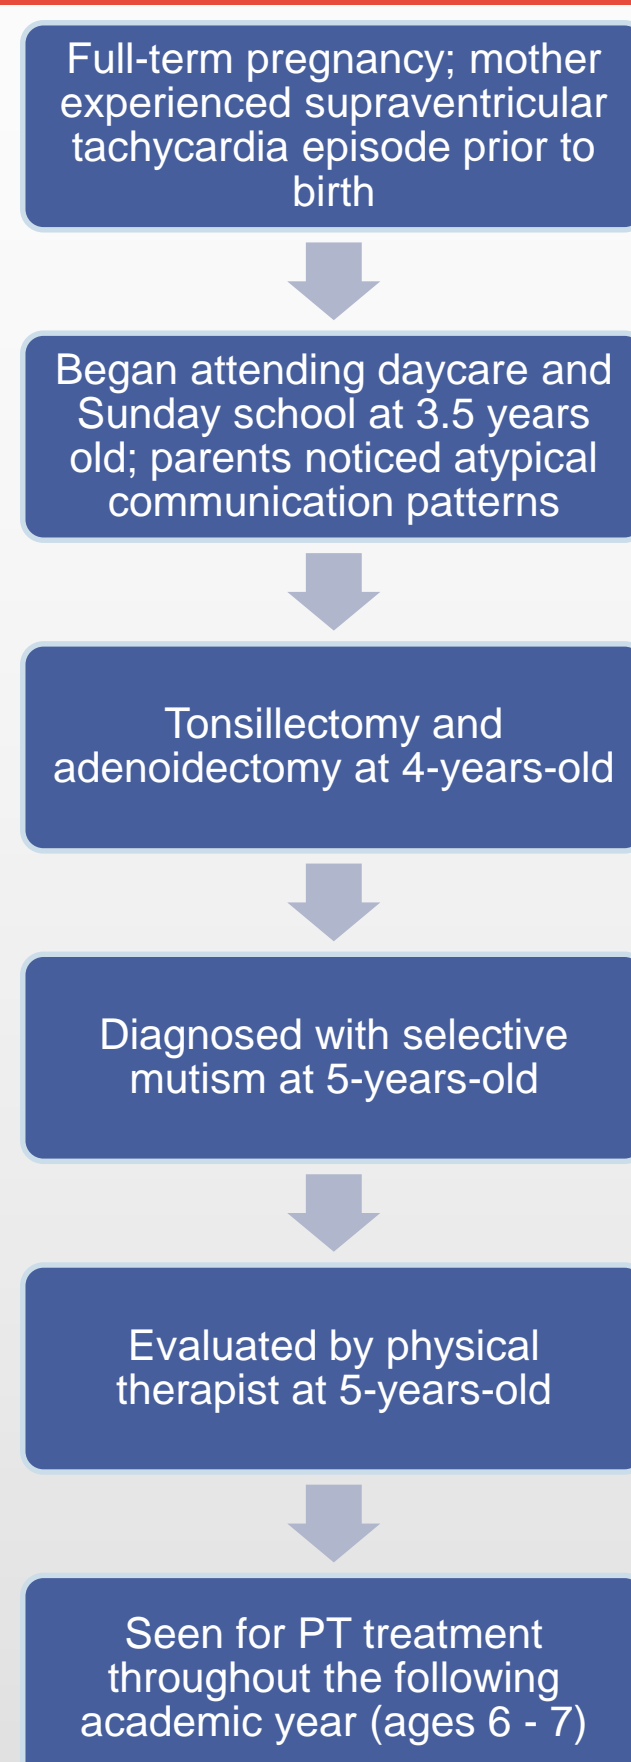 Full-term pregnancy; mother
experienced supraventricular
tachycardia episode prior to
birth
Began attending daycare and
Sunday school at 3.5 years
old; parents noticed atypical
communication patterns
Tonsillectomy and
adenoidectomy at 4-years-old
Diagnosed with selective
mutism at 5-years-old
Evaluated by physical
therapist at 5-years-old
Seen for PT treatment
throughout the following
academic year (ages 6 - 7)